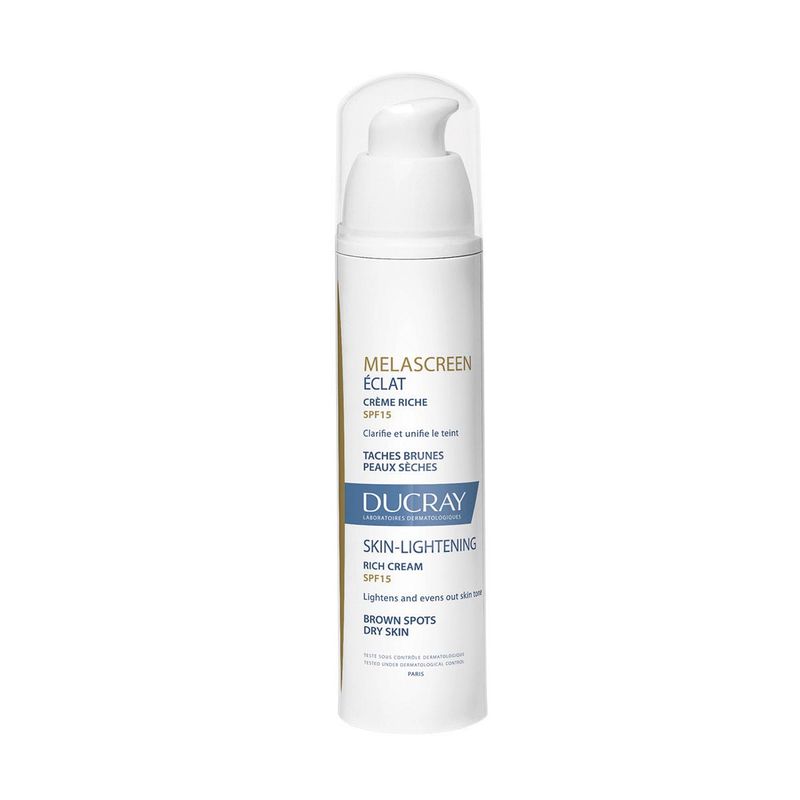 MELASCREEN
ÉCLAT
CRÈME RICHE
SPF15
Clarifie et unifie le teint
TACHES BRUNES
PEAUX SÈCHES
DUCRAY
LABORATOIRES DERMATOLOGIQUES
SKIN-LIGHTENING
RICH CREAM
SPF15
Lightens and evens out skin tone
BROWN SPOTS
DRY SKIN
TESTÉ SOUS CONTRÔLE DERMATOLOGIQUE
TESTED UNDER DERMATOLOGICAL CONTROL
PARIS